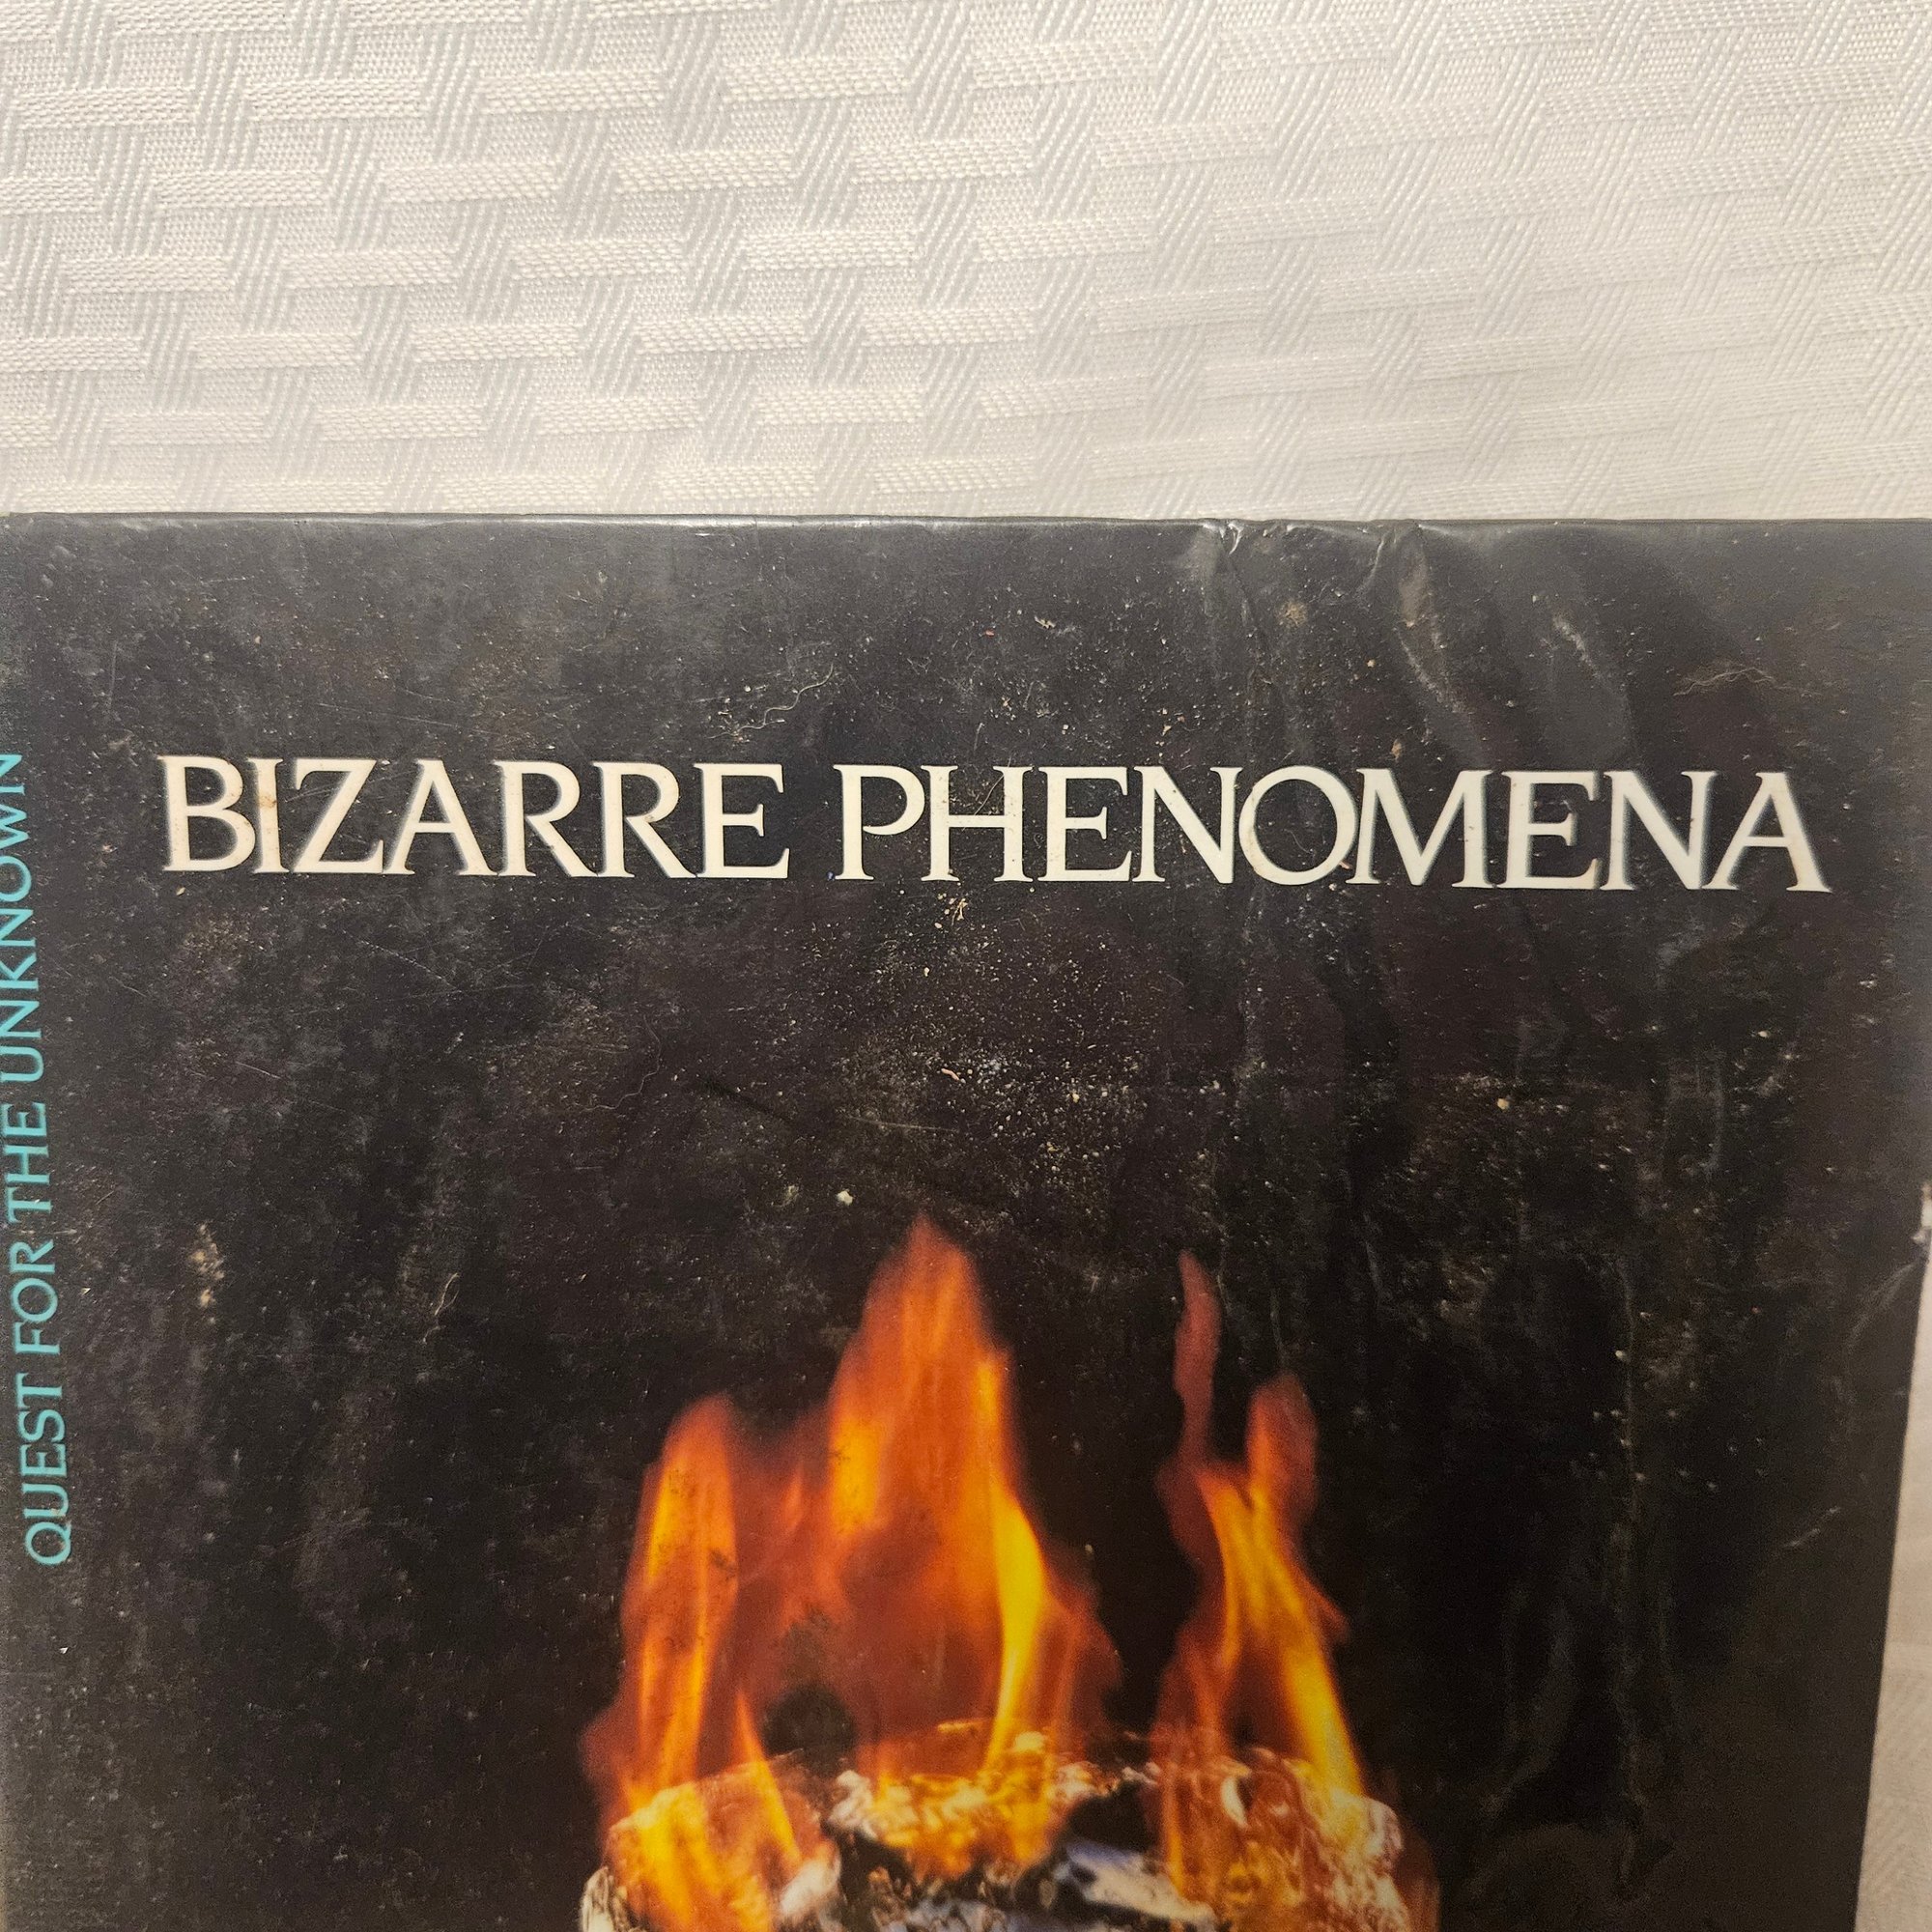 BIZARRE PHENOMENA
QUEST FOR THE UNKNOWN